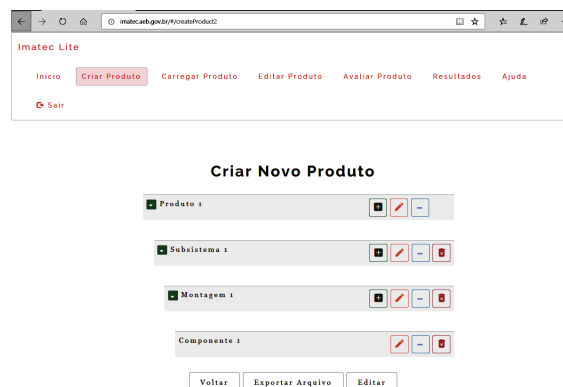 imatec.aeb.gov.br/#/createProduct2
Imatec Lite
Inicio Criar Produto Carregar Produto Editar Produto Avaliar Produto Resultados Ajuda
Sair
Criar Novo Produto
Produto 1
Subsistema 1
Montagem 1
Componente 1
Voltar Exportar Arquivo Editar